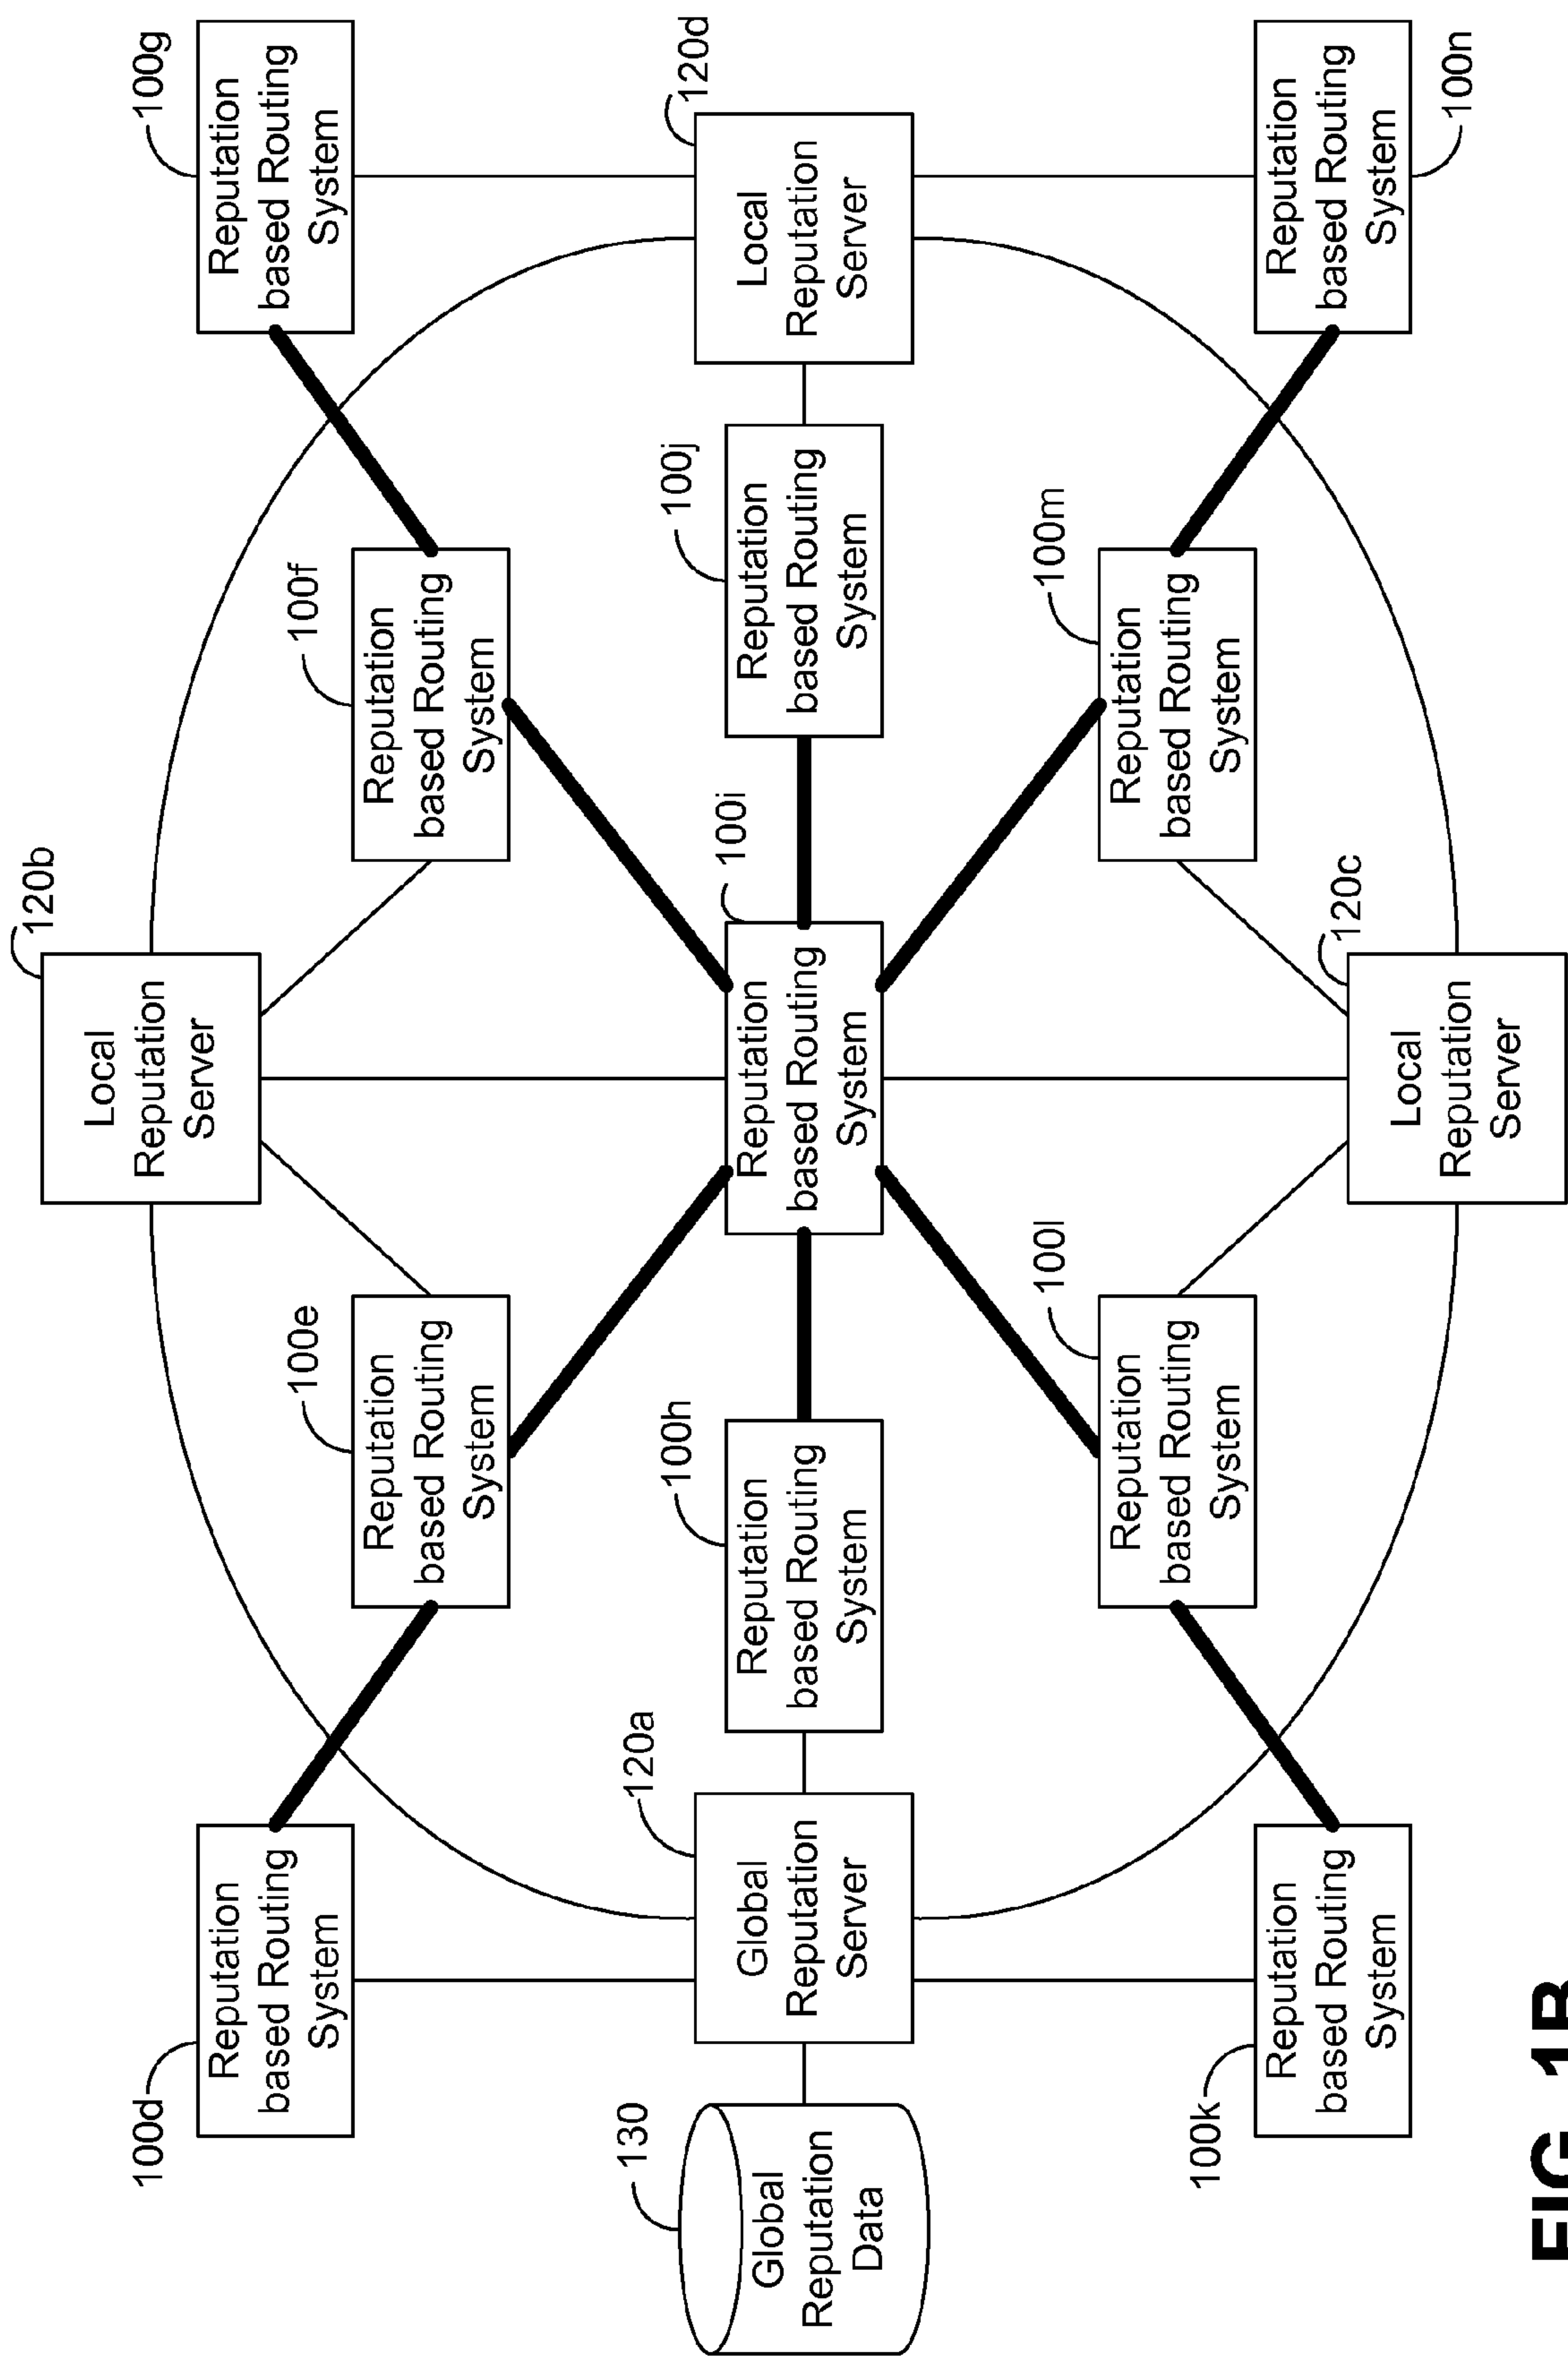 120b
Local
Reputation
Server
100d
Reputation
based Routing
System
100g
Reputation
based Routing
System
100e
Reputation
based Routing
System
100f
Reputation
based Routing
System
130
Global
Reputation
Data
120a
Global
Reputation
Server
100h
Reputation
based Routing
System
100i
Reputation
based Routing
System
100j
Reputation
based Routing
System
120d
Local
Reputation
Server
100l
Reputation
based Routing
System
100m
Reputation
based Routing
System
100k
Reputation
based Routing
System
120c
Local
Reputation
Server
Reputation
based Routing
System
100n
FIG. 1B